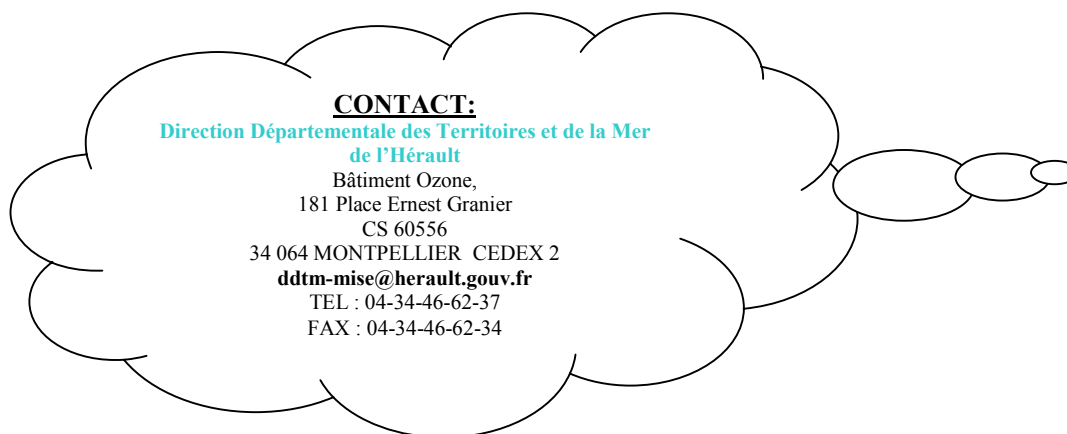 CONTACT:
Direction Départementale des Territoires et de la Mer
de l’Hérault
Bâtiment Ozone,
181 Place Ernest Granier
CS 60556
34 064 MONTPELLIER CEDEX 2
ddtm-mise@herault.gouv.fr
TEL : 04-34-46-62-37
FAX : 04-34-46-62-34